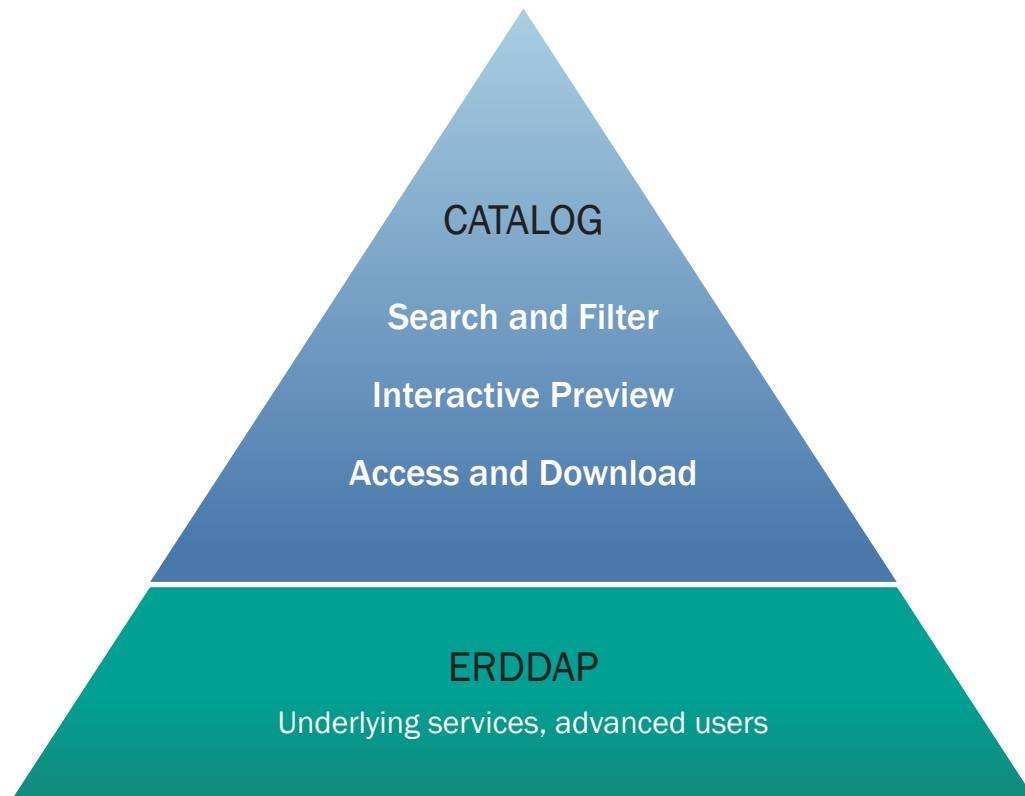 CATALOG
Search and Filter
Interactive Preview
Access and Download
ERDDAP
Underlying services, advanced users